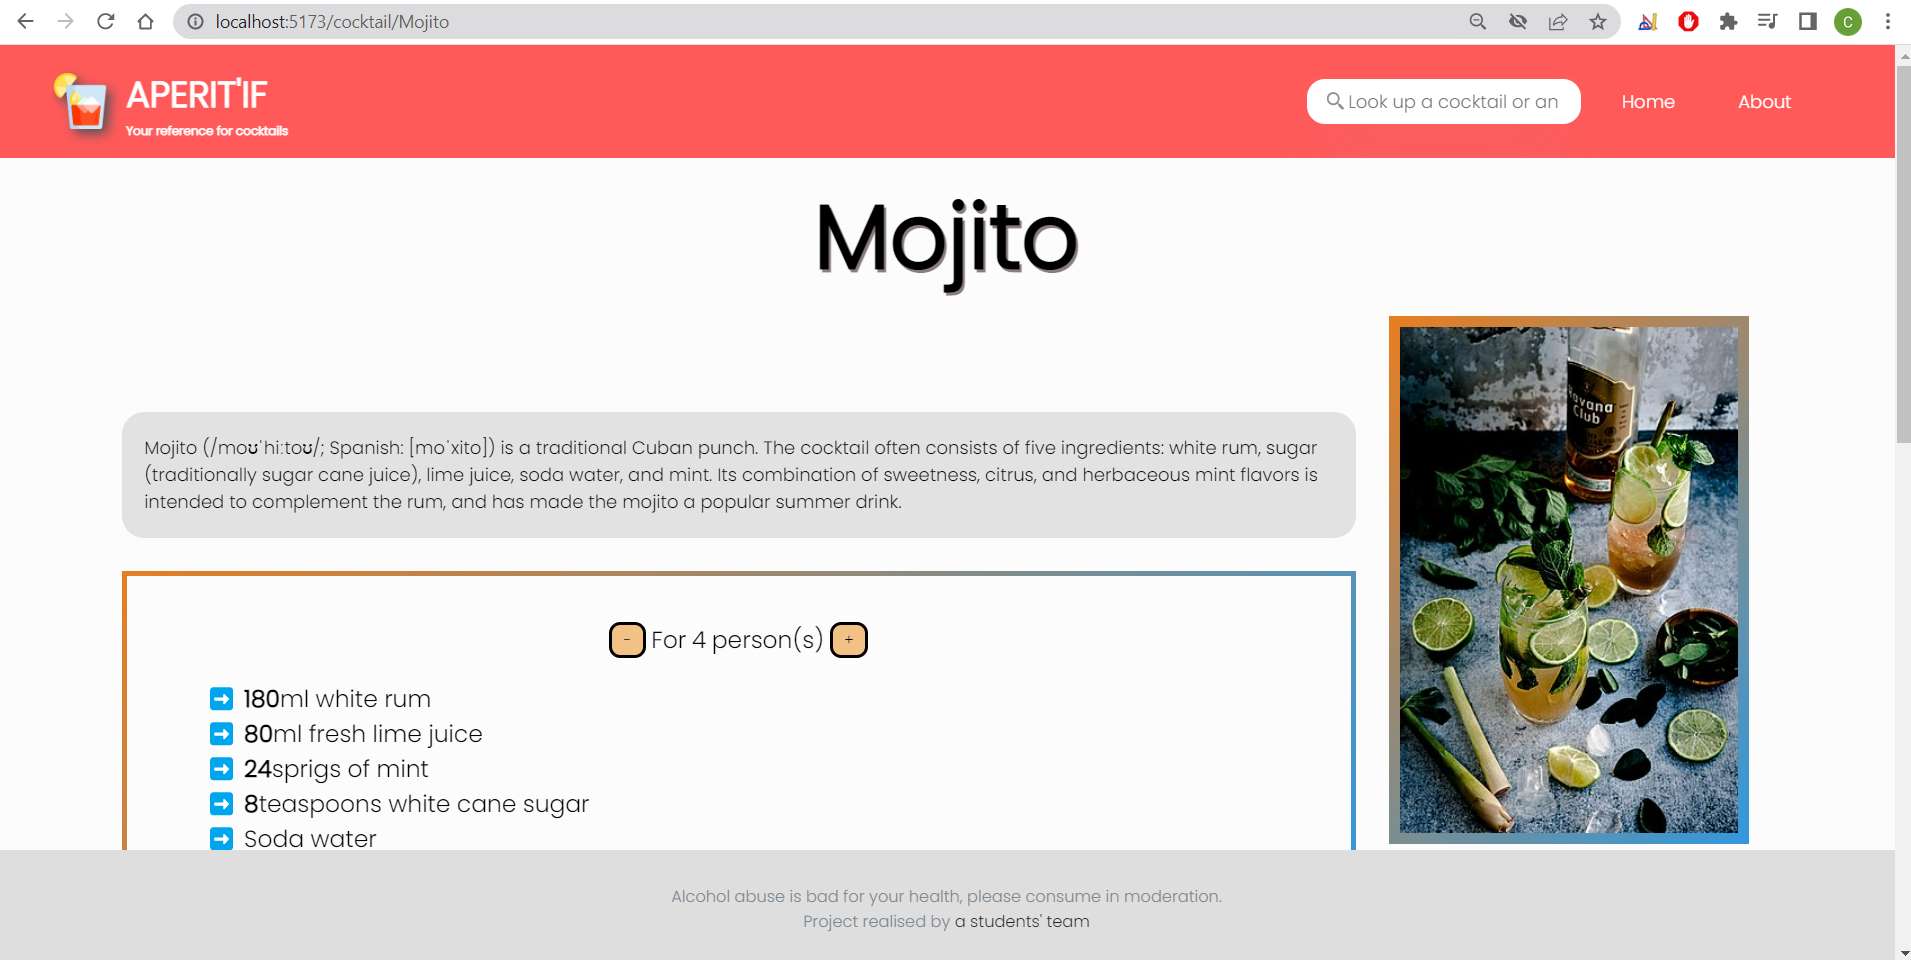 localhost:5173/cocktail/Mojito
C
APERIT'IF
Your reference for cocktails
Look up a cocktail or an
Home
About
Mojito
Havana
Club
Mojito (/moʊˈhiːtoʊ/; Spanish: [moˈxito]) is a traditional Cuban punch. The cocktail often consists of five ingredients: white rum, sugar
(traditionally sugar cane juice), lime juice, soda water, and mint. Its combination of sweetness, citrus, and herbaceous mint flavors is
intended to complement the rum, and has made the mojito a popular summer drink.
- For 4 person(s) +
180ml white rum
80ml fresh lime juice
24sprigs of mint
8teaspoons white cane sugar
Soda water
Alcohol abuse is bad for your health, please consume in moderation.
Project realised by a students' team